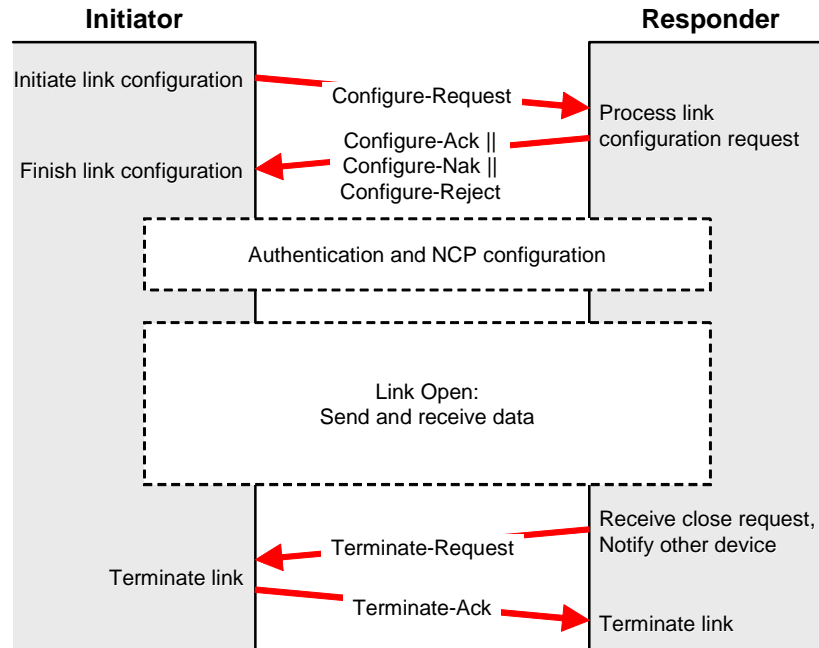 Initiator
Responder
Initiate link configuration
Configure-Request
Process link
configuration request
Configure-Ack ||
Configure-Nak ||
Configure-Reject
Finish link configuration
Authentication and NCP configuration
Link Open:
Send and receive data
Receive close request,
Notify other device
Terminate-Request
Terminate link
Terminate-Ack
Terminate link